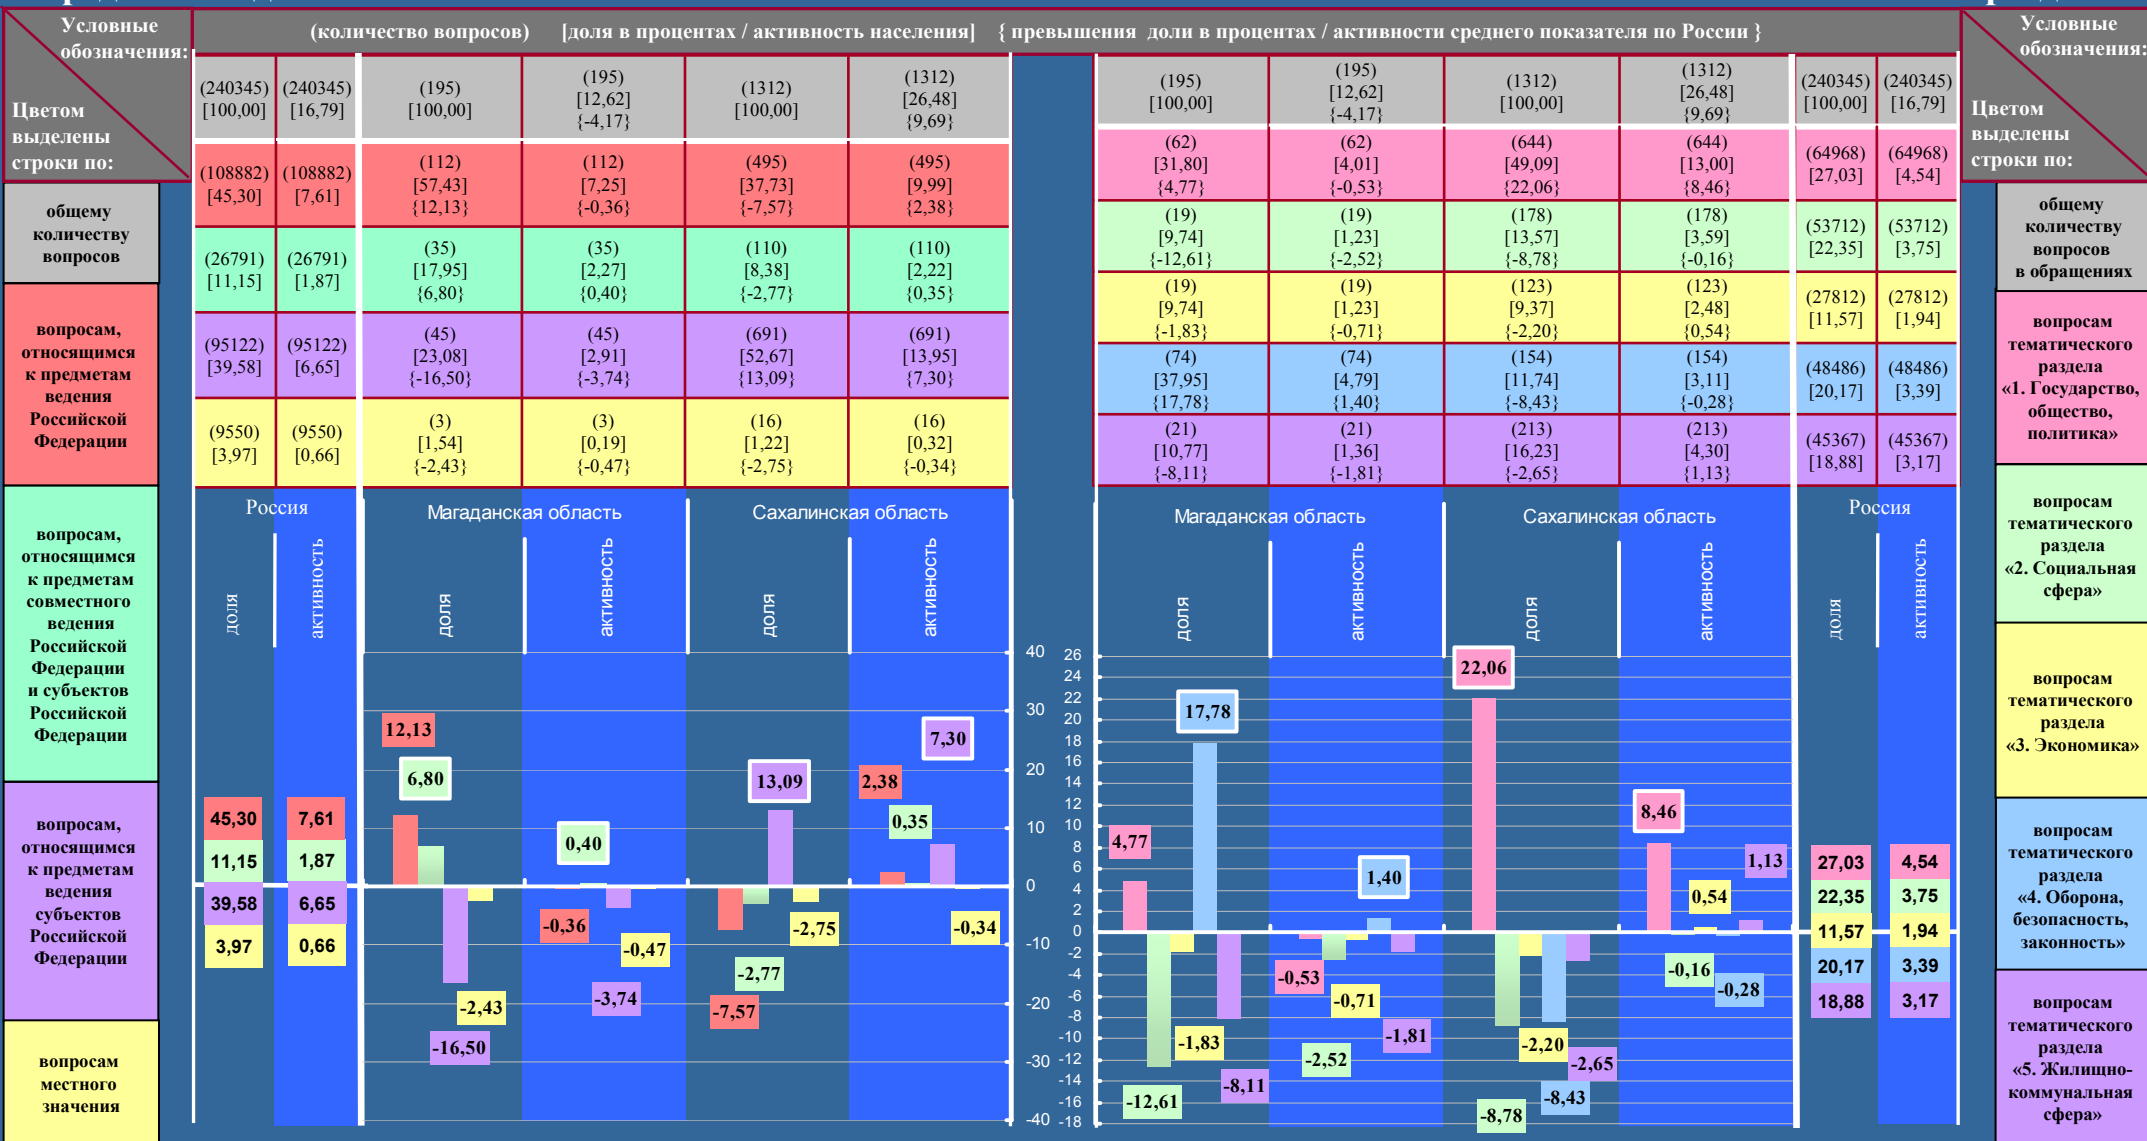 Условные
обозначения:
Цветом
выделены
строки по:
(количество вопросов) [доля в процентах / активность населения] { превышения доли в процентах / активности среднего показателя по России }
Условные
обозначения:
Цветом
выделены
строки по:
(240345) (240345) (195) (195) (1312) (1312)
[100,00] [16,79] [100,00] [12,62] [100,00] [26,48]
{-4,17} {9,69}
(108882) (108882) (112) (112) (495) (495)
[45,30] [7,61] [57,43] [7,25] [37,73] [9,99]
{12,13} {-0,36} {-7,57} {2,38}
(26791) (26791) (35) (35) (110) (110)
[11,15] [1,87] [17,95] [2,27] [8,38] [2,22]
{6,80} {0,40} {-2,77} {0,35}
(95122) (95122) (45) (45) (691) (691)
[39,58] [6,65] [23,08] [2,91] [52,67] [13,95]
{-16,50} {-3,74} {13,09} {7,30}
(9550) (9550) (3) (3) (16) (16)
[3,97] [0,66] [1,54] [0,19] [1,22] [0,32]
{-2,43} {-0,47} {-2,75} {-0,34}
(195) (195) (1312) (1312) (240345) (240345)
[100,00] [12,62] [100,00] [26,48] [100,00] [16,79]
{-4,17} {9,69}
(62) (62) (644) (644) (64968) (64968)
[31,80] [4,01] [49,09] [13,00] [27,03] [4,54]
{4,77} {-0,53} {22,06} {8,46}
(19) (19) (178) (178) (53712) (53712)
[9,74] [1,23] [13,57] [3,59] [22,35] [3,75]
{-12,61} {-2,52} {-8,78} {-0,16}
(19) (19) (123) (123) (27812) (27812)
[9,74] [1,23] [9,37] [2,48] [11,57] [1,94]
{-1,83} {-0,71} {-2,20} {0,54}
(74) (74) (154) (154) (48486) (48486)
[37,95] [4,79] [11,74] [3,11] [20,17] [3,39]
{17,78} {1,40} {-8,43} {-0,28}
(21) (21) (213) (213) (45367) (45367)
[10,77] [1,36] [16,23] [4,30] [18,88] [3,17]
{-8,11} {-1,81} {-2,65} {1,13}
общему
количеству
вопросов
вопросам,
относящимся
к предметам
ведения
Российской
Федерации
вопросам,
относящимся
к предметам
совместного
ведения
Российской
Федерации
и субъектов
Российской
Федерации
вопросам,
относящимся
к предметам
ведения
субъектов
Российской
Федерации
вопросам
местного
значения
Россия
доля
активность
45,30 7,61
11,15 1,87
39,58 6,65
3,97 0,66
Магаданская область
доля
активность
Сахалинская область
доля
активность
12,13
6,80
-16,50
-2,43
-0,36
0,40
-3,74
-0,47
-7,57
-2,77
13,09
-2,75
2,38
0,35
7,30
-0,34
40
30
20
10
0
-10
-20
-30
-40
26
24
22
20
18
16
14
12
10
8
6
4
2
0
-2
-4
-6
-8
-10
-12
-14
-16
-18
Магаданская область
доля
активность
Сахалинская область
доля
активность
4,77
-12,61
-1,83
17,78
-8,11
-0,53
-2,52
-0,71
1,40
-1,81
22,06
-8,78
-2,20
-8,43
-2,65
8,46
-0,16
0,54
-0,28
1,13
Россия
доля
активность
27,03 4,54
22,35 3,75
11,57 1,94
20,17 3,39
18,88 3,17
общему
количеству
вопросов
в обращениях
вопросам
тематического
раздела
«1. Государство,
общество,
политика»
вопросам
тематического
раздела
«2. Социальная
сфера»
вопросам
тематического
раздела
«3. Экономика»
вопросам
тематического
раздела
«4. Оборона,
безопасность,
законность»
вопросам
тематического
раздела
«5. Жилищно-
коммунальная
сфера»